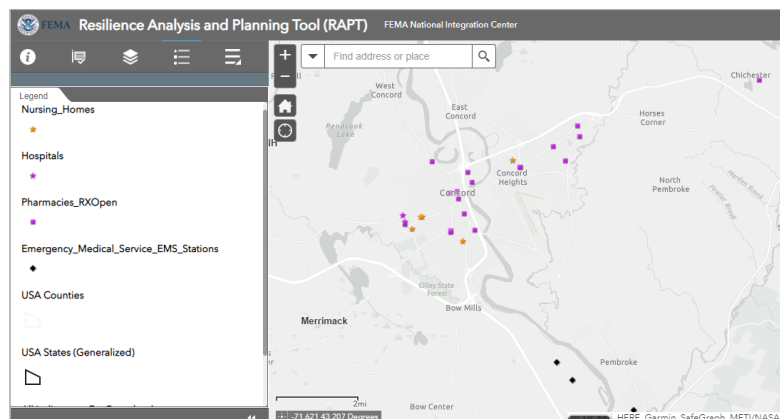 FEMA Resilience Analysis and Planning Tool (RAPT) FEMA National Integration Center
Find address or place
Legend
Nursing_Homes
Hospitals
Pharmacies_RXOpen
Emergency_Medical_Service_EMS_Stations
USA Counties
USA States (Generalized)
West
Concord
East
Concord
Penacook
Lake
Chichester
Horses
Corner
Concord
Heights
Concord
North
Pembroke
Oilley State
Forest
Bow Mills
Merrimack
Pembroke
Bow Center
2mi
-71.621 43.207 Degrees
HERE, Garmin, SafeGraph, METI/NASA